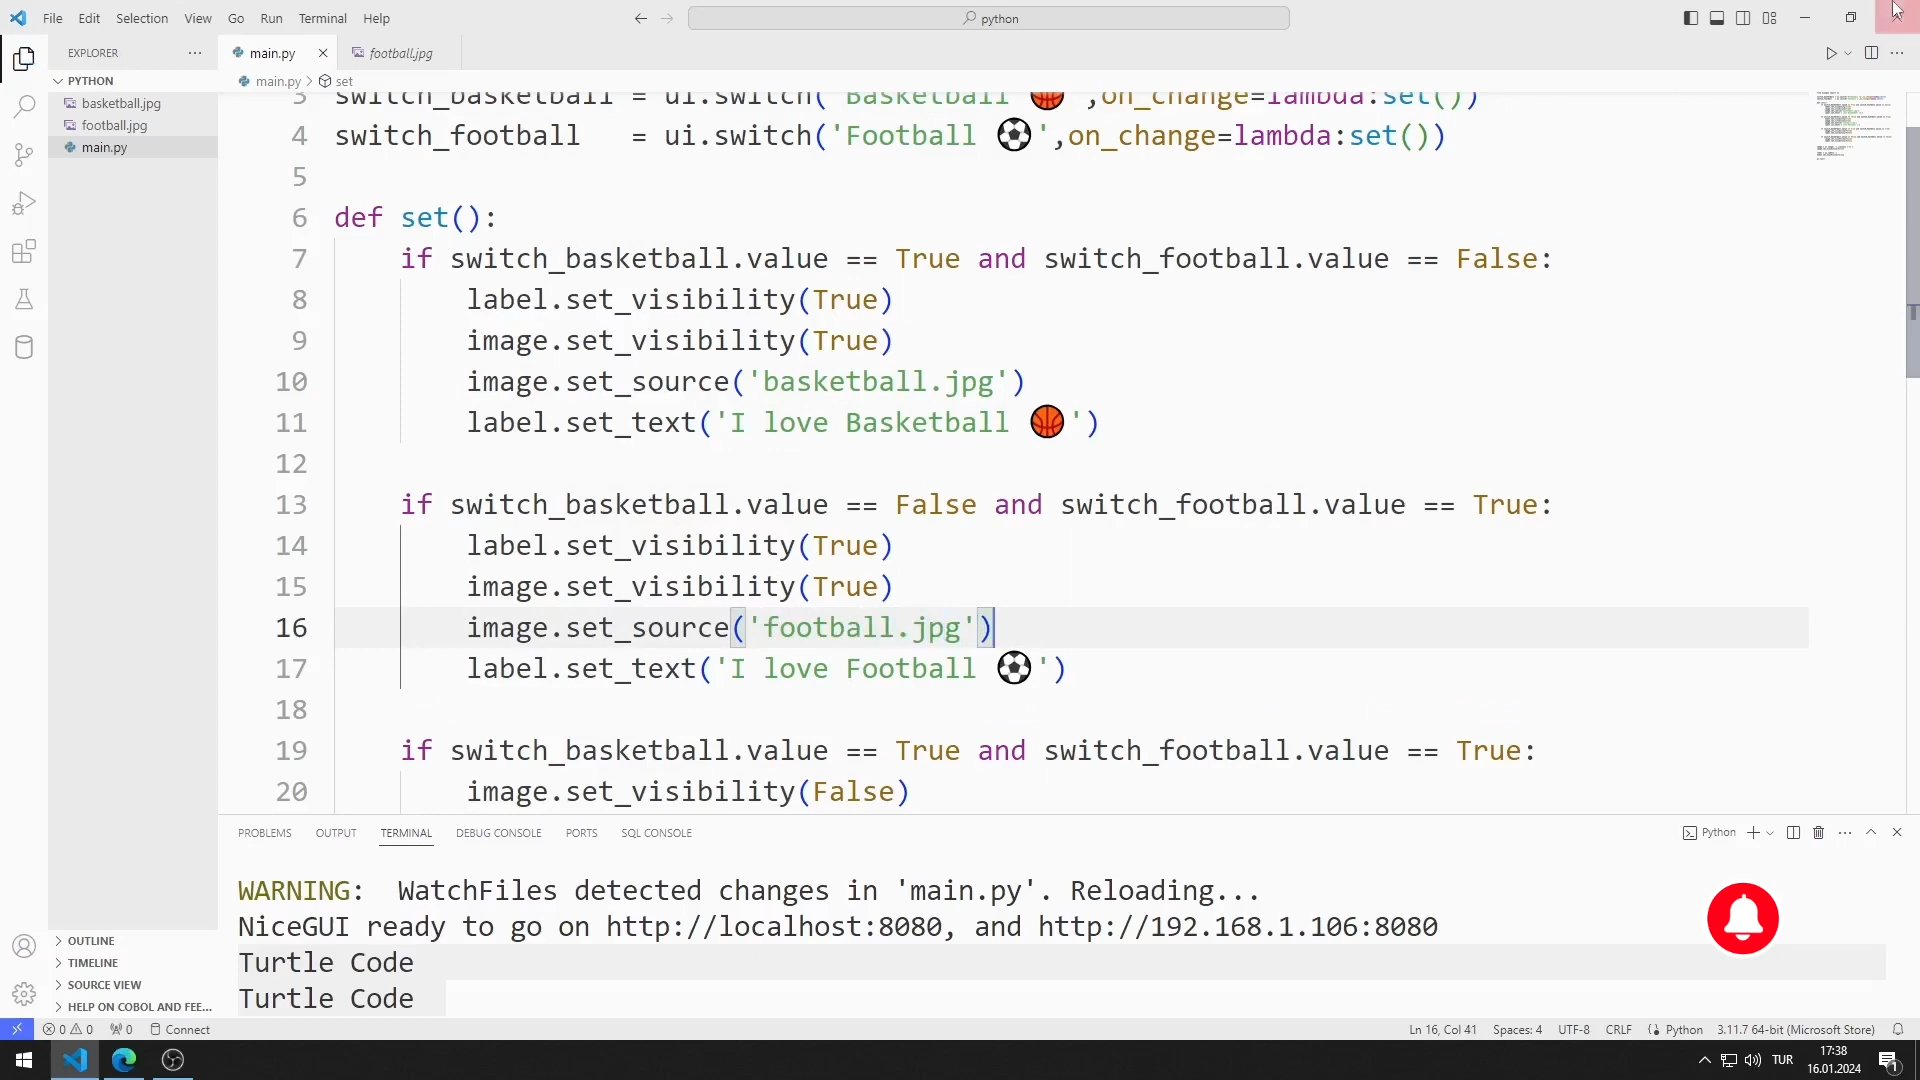 File Edit Selection View Go Run Terminal Help
python
EXPLORER
main.py
football.jpg
PYTHON
main.py > set
basketball.jpg
football.jpg
main.py
3 switch_basketball = ui.switch('Basketball 🏀',on_change=lambda:set())
4 switch_football   = ui.switch('Football ⚽',on_change=lambda:set())
5
6 def set():
7     if switch_basketball.value == True and switch_football.value == False:
8         label.set_visibility(True)
9         image.set_visibility(True)
10         image.set_source('basketball.jpg')
11         label.set_text('I love Basketball 🏀')
12
13     if switch_basketball.value == False and switch_football.value == True:
14         label.set_visibility(True)
15         image.set_visibility(True)
16         image.set_source('football.jpg')
17         label.set_text('I love Football ⚽')
18
19     if switch_basketball.value == True and switch_football.value == True:
20         image.set_visibility(False)
PROBLEMS OUTPUT TERMINAL DEBUG CONSOLE PORTS SQL CONSOLE
Python
WARNING:  WatchFiles detected changes in 'main.py'. Reloading...
NiceGUI ready to go on http://localhost:8080, and http://192.168.1.106:8080
Turtle Code
Turtle Code
OUTLINE
TIMELINE
SOURCE VIEW
HELP ON COBOL AND FEE...
0 0 0 Connect
Ln 16, Col 41 Spaces: 4 UTF-8 CRLF Python 3.11.7 64-bit (Microsoft Store)
TUR
17:38
16.01.2024
1